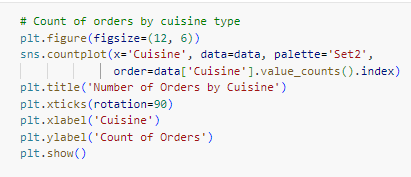 # Count of orders by cuisine type
plt.figure(figsize=(12, 6))
sns.countplot(x='Cuisine', data=data, palette='Set2',
              order=data['Cuisine'].value_counts().index)
plt.title('Number of Orders by Cuisine')
plt.xticks(rotation=90)
plt.xlabel('Cuisine')
plt.ylabel('Count of Orders')
plt.show()